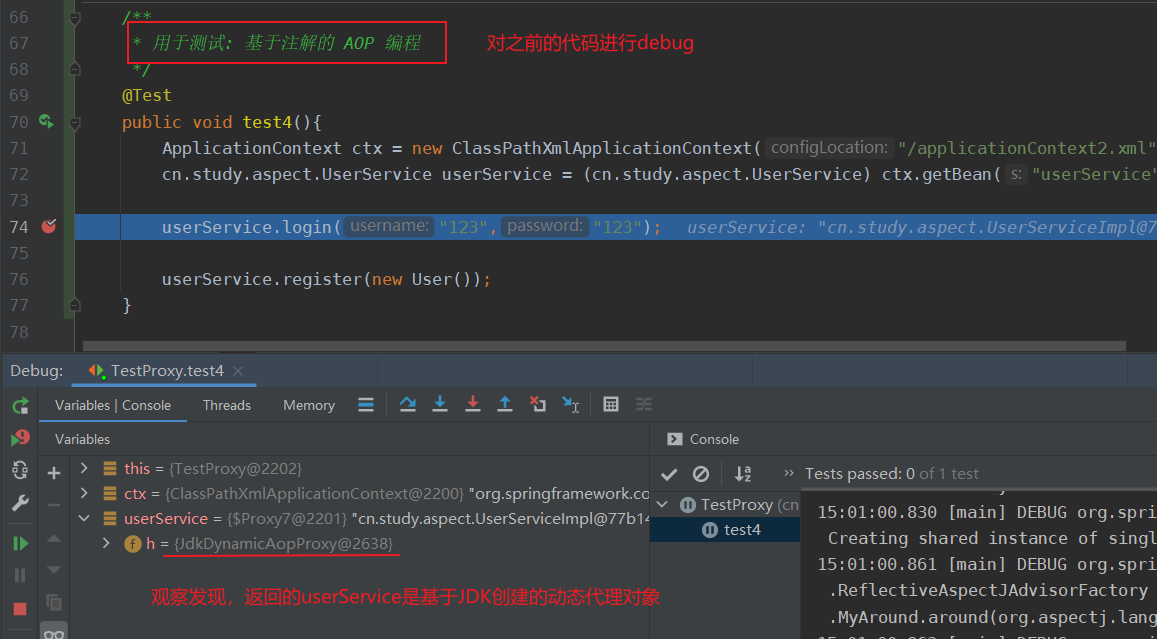 66 /**
67 * 用于测试: 基于注解的 AOP 编程 对之前的代码进行debug
68 */
69 @Test
70 public void test4(){
71 ApplicationContext ctx = new ClassPathXmlApplicationContext( configLocation: "/applicationContext2.xml"
72 cn.study.aspect.UserService userService = (cn.study.aspect.UserService) ctx.getBean( s: "userService"
73
74 userService.login( username: "123", password: "123"); userService: "cn.study.aspect.UserServiceImpl@7
75
76 userService.register(new User());
77 }
78
Debug: TestProxy.test4
Variables | Console Threads Memory
Variables
this = {TestProxy@2202}
ctx = {ClassPathXmlApplicationContext@2200} "org.springframework.co
userService = {$Proxy7@2201} "cn.study.aspect.UserServiceImpl@77b14
f h = {JdkDynamicAopProxy@2638}
观察发现，返回的userService是基于JDK创建的动态代理对象
Console
Tests passed: 0 of 1 test
TestProxy (cn
test4
15:01:00.830 [main] DEBUG org.spri
Creating shared instance of singl
15:01:00.861 [main] DEBUG org.spri
.ReflectiveAspectJAdvisorFactory
.MyAround.around(org.aspectj.lang